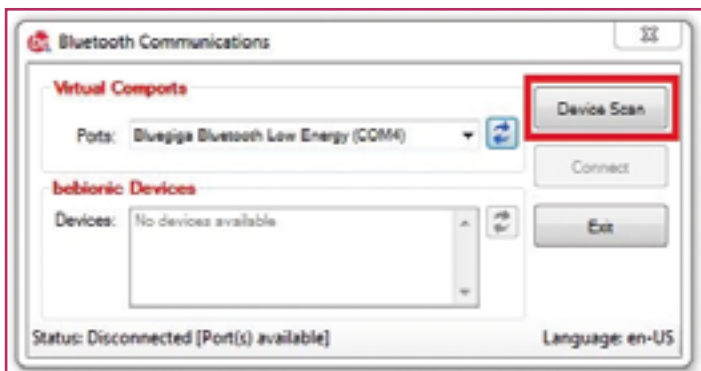 Bluetooth Communications
Virtual Comports
Ports: Bluegiga Bluetooth Low Energy (COM4)
Device Scan
Connect
bebionic Devices
Devices: No devices available
Exit
Status: Disconnected [Port(s) available]
Language: en-US